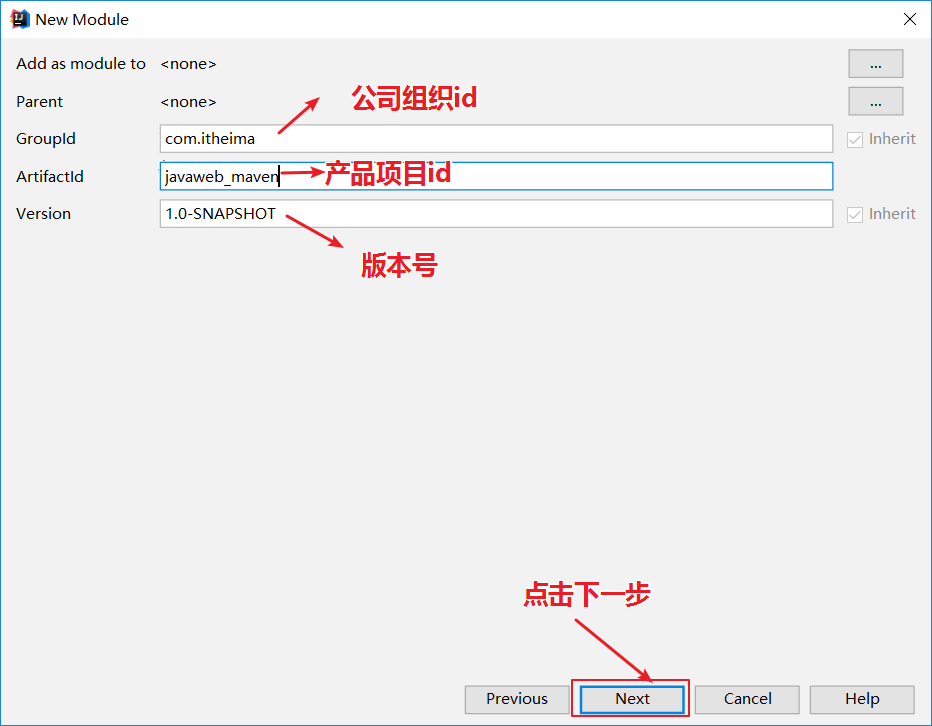 New Module
Add as module to <none>
...
Parent <none>
...
公司组织id
GroupId com.itheima Inherit
ArtifactId javaweb_maven 产品项目id
Version 1.0-SNAPSHOT Inherit
版本号
点击下一步
Previous Next Cancel Help